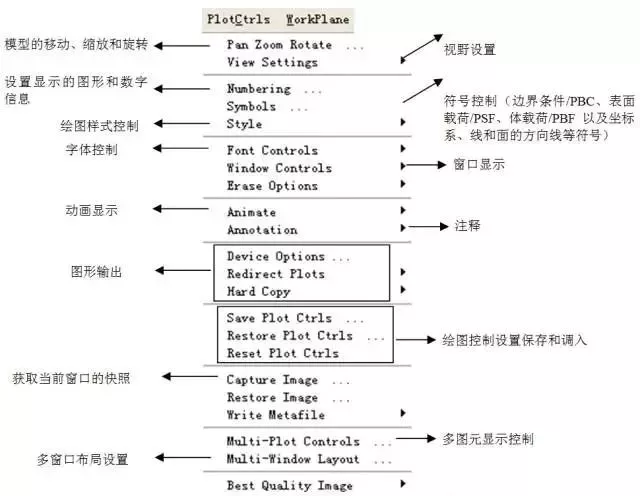 PlotCtrls WorkPlane
模型的移动、缩放和旋转
Pan Zoom Rotate ...
View Settings
视野设置
设置显示的图形和数字
信息
Numbering ...
Symbols ...
Style
符号控制（边界条件/PBC、表面
载荷/PSF、体载荷/PBF 以及坐标
系、线和面的方向线等符号）
绘图样式控制
字体控制
Font Controls
Window Controls
Erase Options
窗口显示
动画显示
Animate
Annotation
注释
图形输出
Device Options ...
Redirect Plots
Hard Copy
Save Plot Ctrls ...
Restore Plot Ctrls ...
Reset Plot Ctrls
绘图控制设置保存和调入
获取当前窗口的快照
Capture Image ...
Restore Image ...
Write Metafile
Multi-Plot Controls ...
Multi-Window Layout ...
多图元显示控制
多窗口布局设置
Best Quality Image